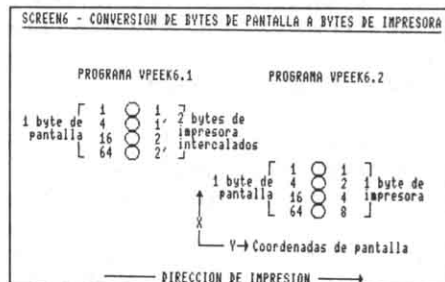 SCREEN6 - CONVERSION DE BYTES DE PANTALLA A BYTES DE IMPRESORA
PROGRAMA VPEEK6.1
PROGRAMA VPEEK6.2
1 1
1 byte de 4 1' 2 bytes de
pantalla 16 2 impresora
64 2' intercalados
1 1
1 byte de 4 2 1 byte de
pantalla 16 4 impresora
64 8
X
Y→ Coordenadas de pantalla
DIRECCION DE IMPRESION